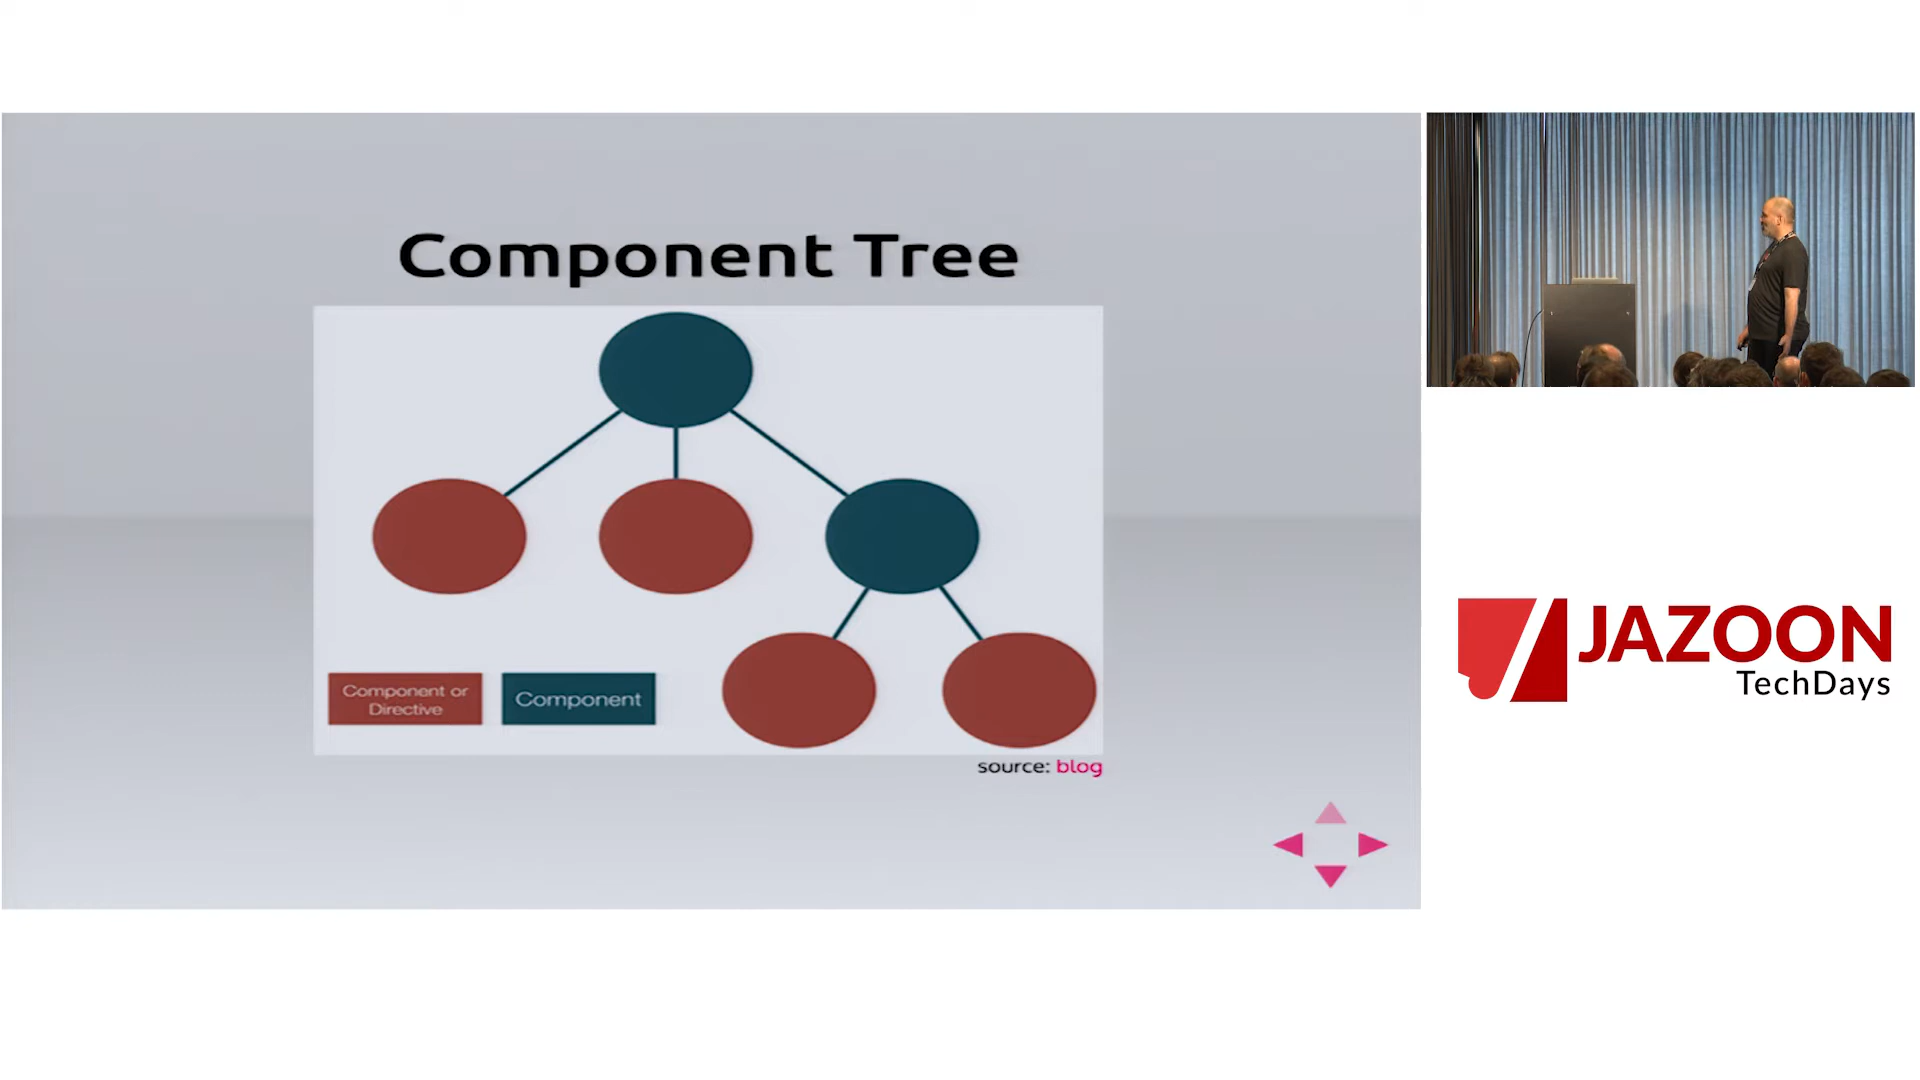 Component Tree
Component or
Directive
Component
source: blog
JAZOON
TechDays